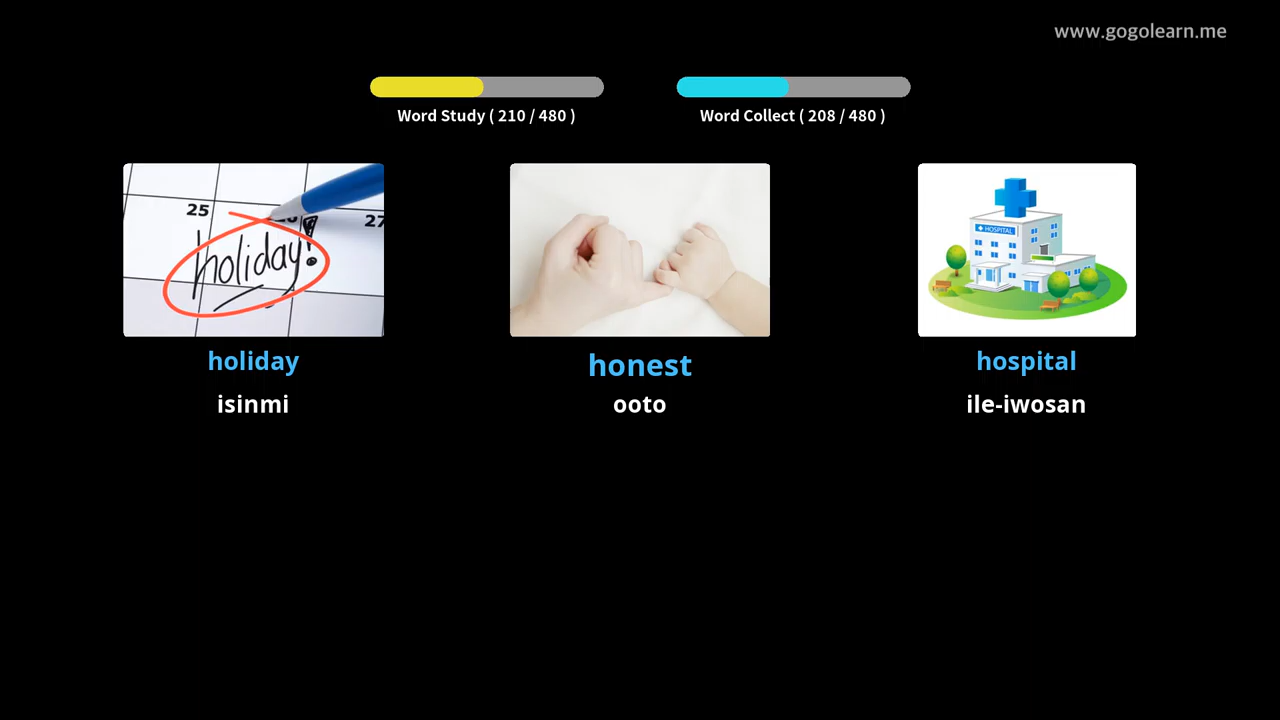 www.gogolearn.me
Word Study ( 210 / 480 )
Word Collect ( 208 / 480 )
25
27
holiday!
HOSPITAL
holiday
honest
hospital
isinmi
ooto
ile-iwosan